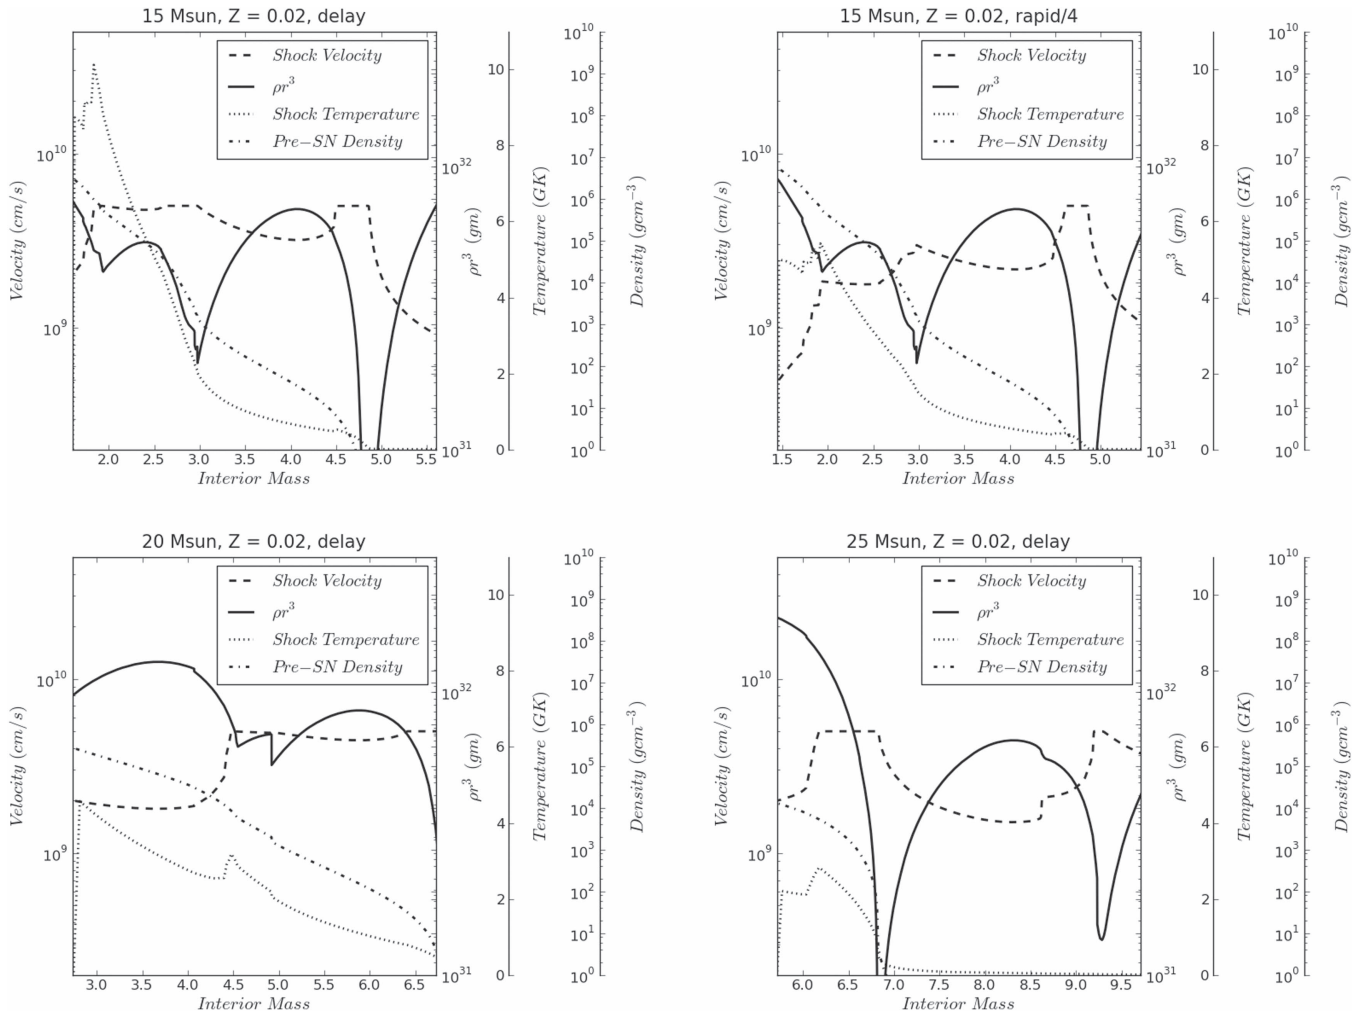 15 Msun, Z = 0.02, delay
Shock Velocity
ρr³
Shock Temperature
Pre−SN Density
Velocity (cm/s)
10¹⁰
10⁹
2.0 2.5 3.0 3.5 4.0 4.5 5.0 5.5
Interior Mass
10³²
10³¹
ρr³ (gm)
10
8
6
4
2
0
Temperature (GK)
10¹⁰
10⁹
10⁸
10⁷
10⁶
10⁵
10⁴
10³
10²
10¹
10⁰
Density (gcm⁻³)
15 Msun, Z = 0.02, rapid/4
Shock Velocity
ρr³
Shock Temperature
Pre−SN Density
Velocity (cm/s)
10¹⁰
10⁹
1.5 2.0 2.5 3.0 3.5 4.0 4.5 5.0
Interior Mass
10³²
10³¹
ρr³ (gm)
10
8
6
4
2
0
Temperature (GK)
10¹⁰
10⁹
10⁸
10⁷
10⁶
10⁵
10⁴
10³
10²
10¹
10⁰
Density (gcm⁻³)
20 Msun, Z = 0.02, delay
Shock Velocity
ρr³
Shock Temperature
Pre−SN Density
Velocity (cm/s)
10¹⁰
10⁹
3.0 3.5 4.0 4.5 5.0 5.5 6.0 6.5
Interior Mass
10³²
10³¹
ρr³ (gm)
10
8
6
4
2
0
Temperature (GK)
10¹⁰
10⁹
10⁸
10⁷
10⁶
10⁵
10⁴
10³
10²
10¹
10⁰
Density (gcm⁻³)
25 Msun, Z = 0.02, delay
Shock Velocity
ρr³
Shock Temperature
Pre−SN Density
Velocity (cm/s)
10¹⁰
10⁹
6.0 6.5 7.0 7.5 8.0 8.5 9.0 9.5
Interior Mass
10³²
10³¹
ρr³ (gm)
10
8
6
4
2
0
Temperature (GK)
10¹⁰
10⁹
10⁸
10⁷
10⁶
10⁵
10⁴
10³
10²
10¹
10⁰
Density (gcm⁻³)